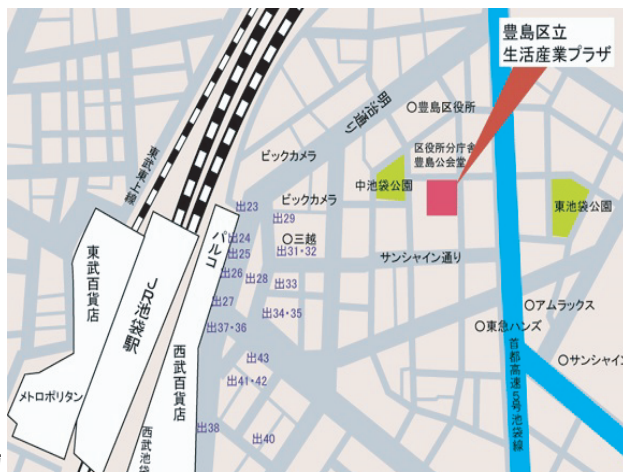 豊島区立
生活産業プラザ
明治通り
豊島区役所
東武東上線
ビックカメラ
区役所分庁舎
豊島公会堂
中池袋公園
ビックカメラ
東池袋公園
出23
出29
パルコ
出24
三越
出25
出31・32
サンシャイン通り
東武百貨店
JR池袋駅
出26
出28
出33
出27
出34・35
アムラックス
出37・36
東急ハンズ
首都高速5号池袋線
西武百貨店
出43
サンシャイン
出41・42
メトロポリタン
出38
出40
西武池袋